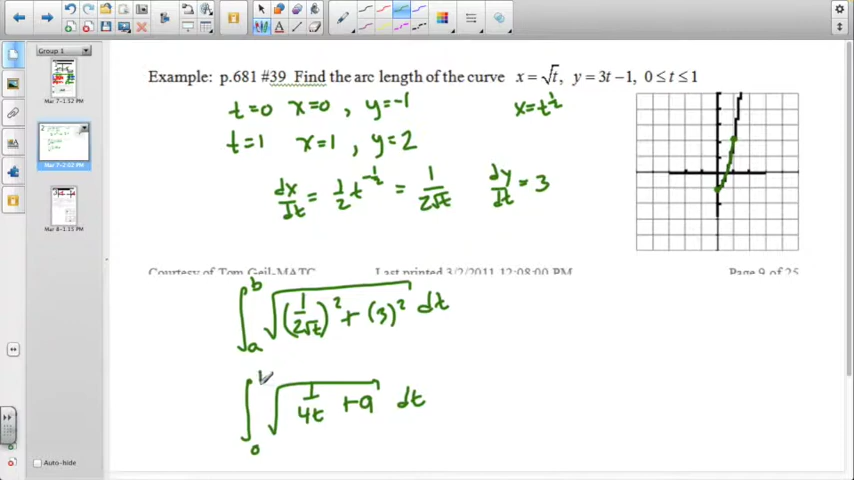 Group 1
Mar 7-1:32 PM
2
Mar 7-2:02 PM
Mar 8-1:15 PM
Auto-hide
Example: p.681 #39 Find the arc length of the curve x = √t, y = 3t − 1, 0 ≤ t ≤ 1
t=0 x=0 , y=-1 x=t^½
t=1 x=1 , y=2
dx/dt = ½ t^-½ = 1/(2√t) dy/dt = 3
Courtesy of Tom Geil-MATC Last printed 3/2/2011 12:08:00 PM Page 9 of 25
∫_a^b √((1/(2√t))² + (3)²) dt
∫_0 √(1/(4t) + 9) dt